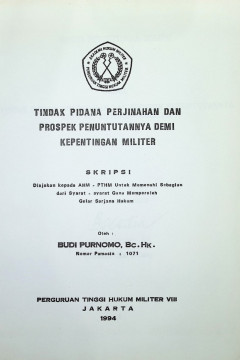 TINDAK PIDANA PERJINAHAN DAN
PROSPEK PENUNTUTANNYA DEMI
KEPENTINGAN MILITER
SKRIPSI
Diajukan kepada AHM - PTHM Untuk Memenuhi Sebagian
dari Syarat - syarat Guna Memperoleh
Gelar Sarjana Hukum
Oleh :
BUDI PURNOMO, Bc. Hk.
Nomor Pamasis : 1071
PERGURUAN TINGGI HUKUM MILITER VIII
JAKARTA
1994